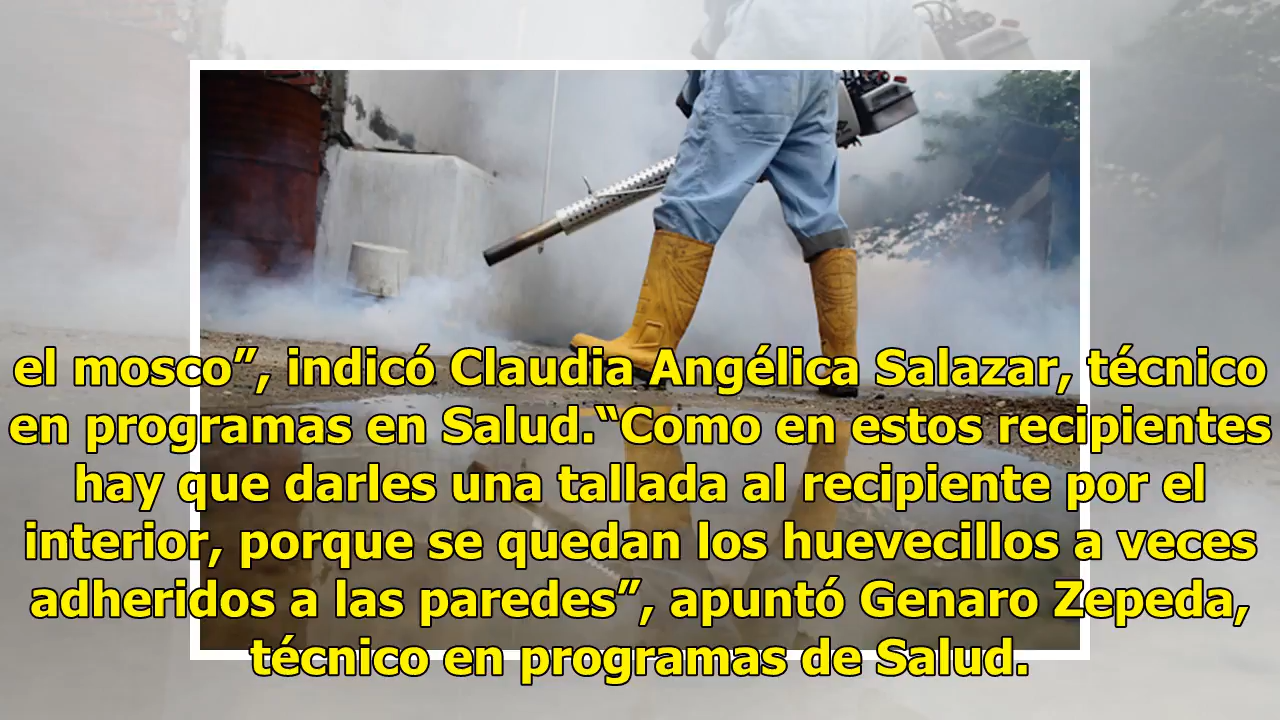 el mosco”, indicó Claudia Angélica Salazar, técnico
en programas en Salud.“Como en estos recipientes
hay que darles una tallada al recipiente por el
interior, porque se quedan los huevecillos a veces
adheridos a las paredes”, apuntó Genaro Zepeda,
técnico en programas de Salud.